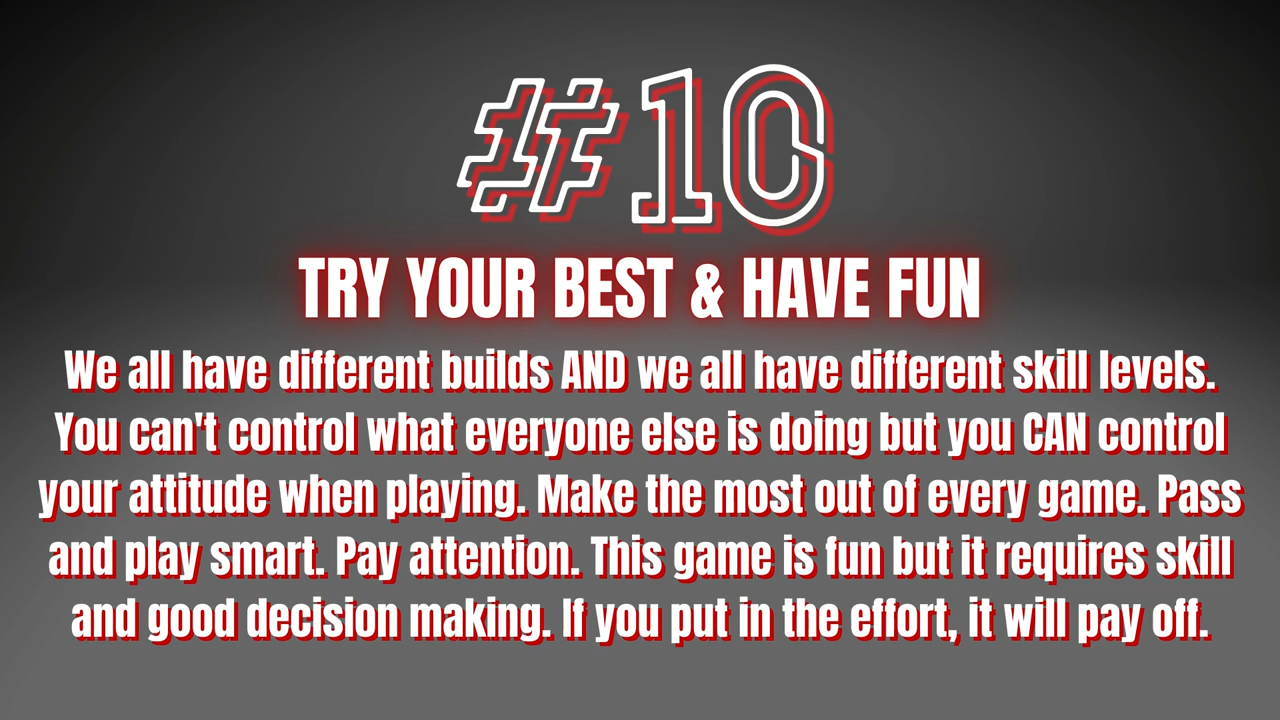 #10
TRY YOUR BEST & HAVE FUN
We all have different builds AND we all have different skill levels.
You can't control what everyone else is doing but you CAN control
your attitude when playing. Make the most out of every game. Pass
and play smart. Pay attention. This game is fun but it requires skill
and good decision making. If you put in the effort, it will pay off.